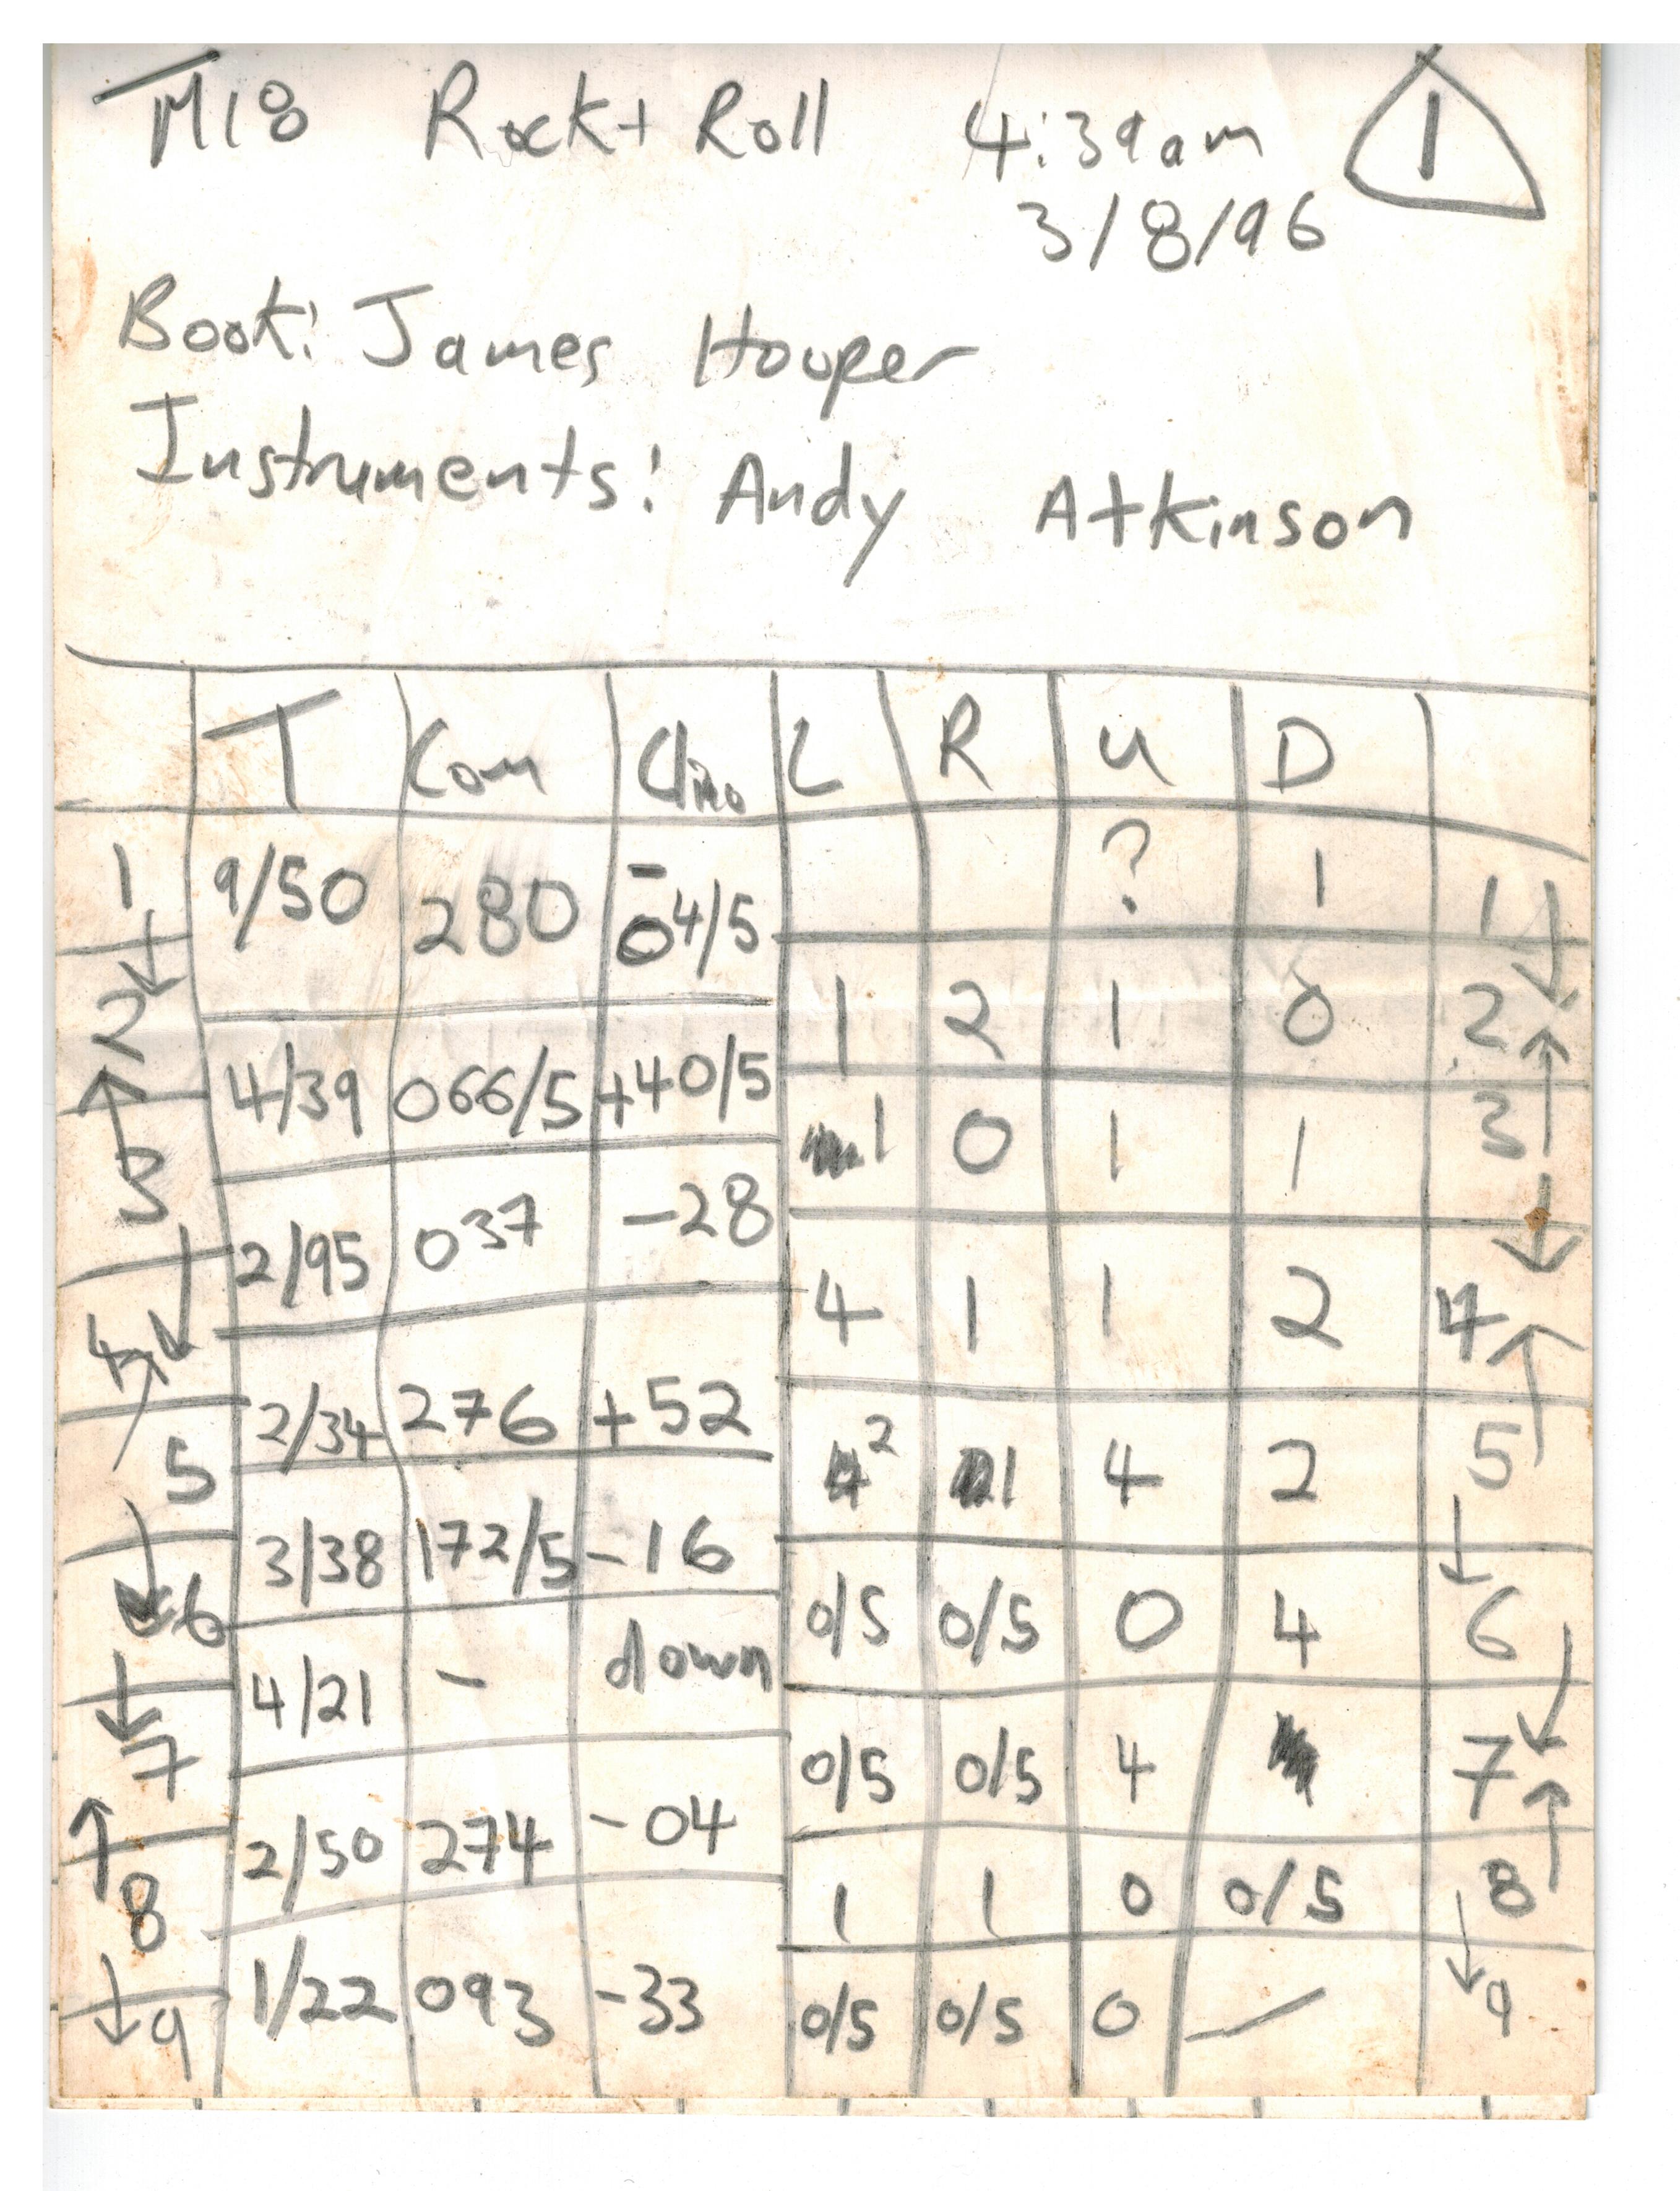 M18 Rock + Roll 4:39am 1
3/8/96
Book: James Hooper
Instruments: Andy Atkinson
T Com Clino L R U D
1 9/50 280 -04/5 ? 1 1
2 4/39 066/5 +40/5 1 2 1 0 2
3 2/95 037 -28 1 0 1 1 3
4 2/34 276 +52 4 1 1 2 4
5 3/38 172/5 -16 2 1 4 2 5
6 4/21 - down 0/5 0/5 0 4 6
7 2/50 274 -04 0/5 0/5 4 7
8 1/22 093 -33 1 1 0 0/5 8
9 0/5 0/5 0 — 9